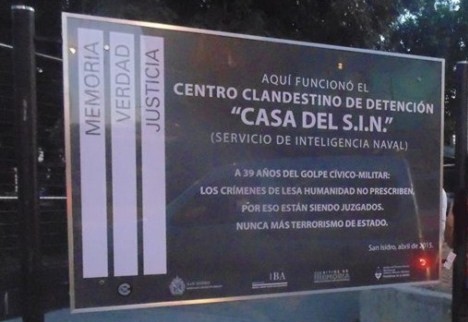 MEMORIA
VERDAD
JUSTICIA
AQUÍ FUNCIONÓ EL
CENTRO CLANDESTINO DE DETENCIÓN
“CASA DEL S.I.N.”
(SERVICIO DE INTELIGENCIA NAVAL)
A 39 AÑOS DEL GOLPE CÍVICO-MILITAR:
LOS CRÍMENES DE LESA HUMANIDAD NO PRESCRIBEN,
POR ESO ESTÁN SIENDO JUZGADOS.
NUNCA MÁS TERRORISMO DE ESTADO.
San Isidro, abril de 2015.
BA
MEMORIA